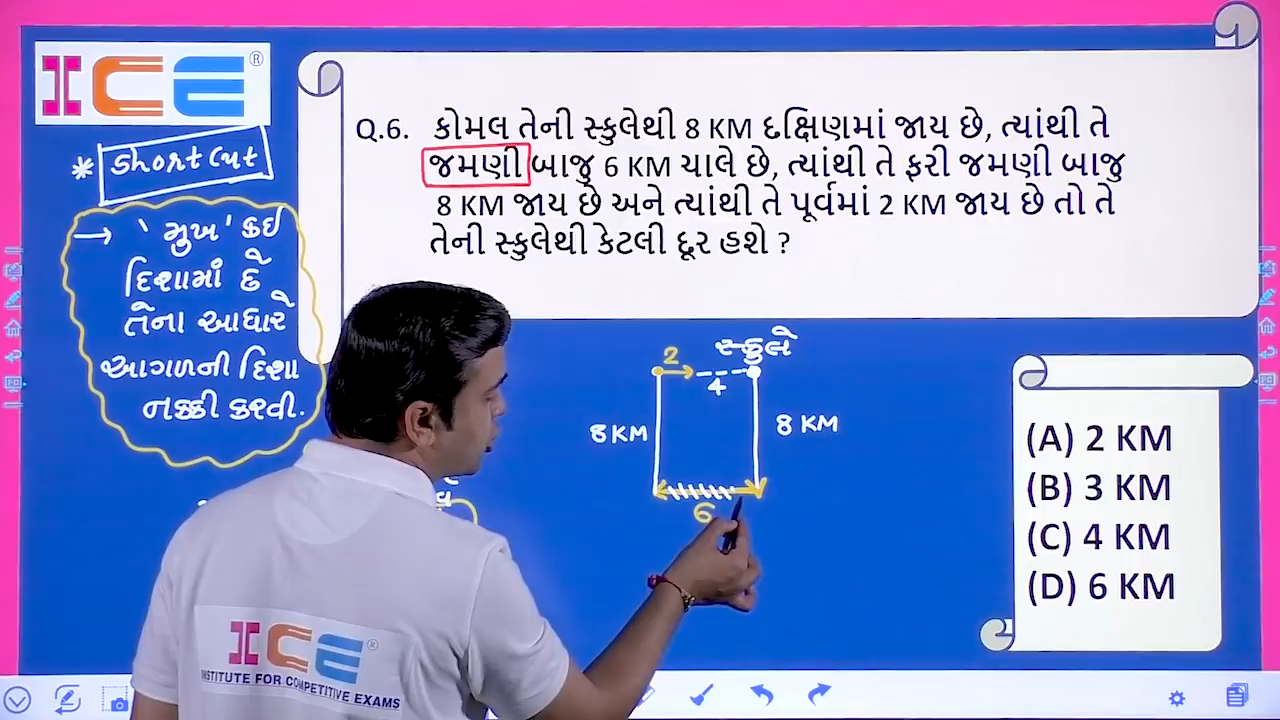 ICE®
* Short Cut
→ 'મુખ' કઈ
દિશામાં છે
તેના આધારે
આગળની દિશા
નક્કી કરવી.
Q.6. કોમલ તેની સ્કુલેથી 8 KM દક્ષિણમાં જાય છે, ત્યાંથી તે
જમણી બાજુ 6 KM ચાલે છે, ત્યાંથી તે ફરી જમણી બાજુ
8 KM જાય છે અને ત્યાંથી તે પૂર્વમાં 2 KM જાય છે તો તે
તેની સ્કુલેથી કેટલી દૂર હશે ?
સ્કુલે
2
4
8 KM
8 KM
6
(A) 2 KM
(B) 3 KM
(C) 4 KM
(D) 6 KM
ICE®
INSTITUTE FOR COMPETITIVE EXAMS